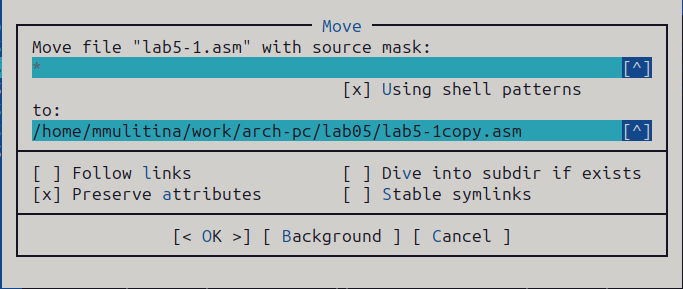 Move
Move file "lab5-1.asm" with source mask:
* [^]
[x] Using shell patterns
to:
/home/mmulitina/work/arch-pc/lab05/lab5-1copy.asm [^]
[ ] Follow links [ ] Dive into subdir if exists
[x] Preserve attributes [ ] Stable symlinks
[< OK >] [ Background ] [ Cancel ]